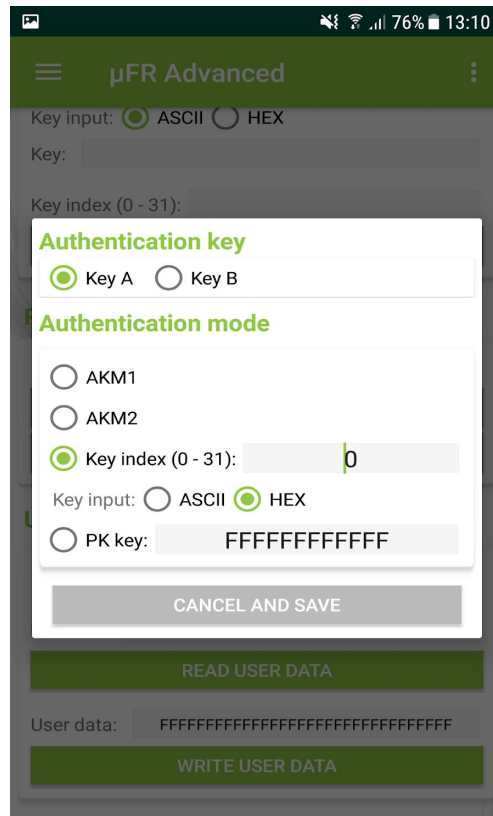 76% 13:10
µFR Advanced
Key input: ASCII HEX
Key:
Key index (0 - 31):
Authentication key
Key A Key B
Authentication mode
AKM1
AKM2
Key index (0 - 31): 0
Key input: ASCII HEX
PK key: FFFFFFFFFFFF
CANCEL AND SAVE
READ USER DATA
User data: FFFFFFFFFFFFFFFFFFFFFFFFFFFFFFFF
WRITE USER DATA